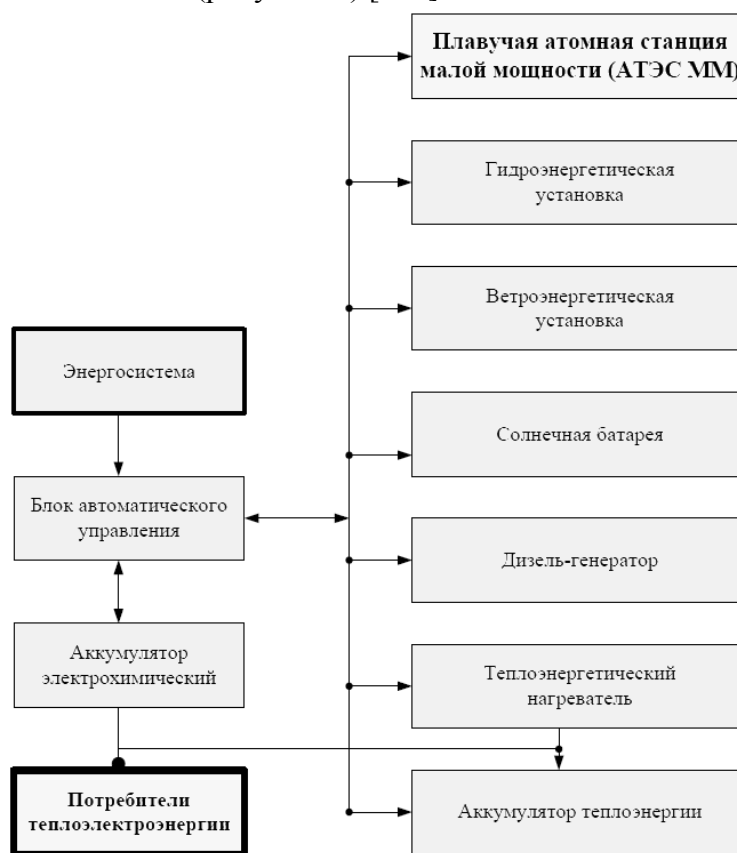 Плавучая атомная станция
малой мощности (АТЭС ММ)
Гидроэнергетическая
установка
Ветроэнергетическая
установка
Энергосистема
Солнечная батарея
Блок автоматического
управления
Дизель-генератор
Аккумулятор
электрохимический
Теплоэнергетический
нагреватель
Потребители
теплоэлектроэнергии
Аккумулятор теплоэнергии